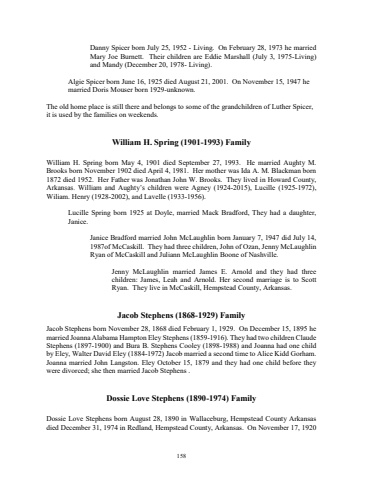 Danny Spicer born July 25, 1952 - Living. On February 28, 1973 he married
Mary Joe Burnett. Their children are Eddie Marshall (July 3, 1975-Living)
and Mandy (December 20, 1978- Living).
Algie Spicer born June 16, 1925 died August 21, 2001. On November 15, 1947 he
married Doris Mouser born 1929-unknown.
The old home place is still there and belongs to some of the grandchildren of Luther Spicer,
it is used by the families on weekends.
William H. Spring (1901-1993) Family
William H. Spring born May 4, 1901 died September 27, 1993. He married Aughty M.
Brooks born November 1902 died April 4, 1981. Her mother was Ida A. M. Blackman born
1872 died 1952. Her Father was Jonathan John W. Brooks. They lived in Howard County,
Arkansas. William and Aughty's children were Agney (1924-2015), Lucille (1925-1972),
Wiliam. Henry (1928-2002), and Lavelle (1933-1956).
Lucille Spring born 1925 at Doyle, married Mack Bradford, They had a daughter,
Janice.
Janice Bradford married John McLaughlin born January 7, 1947 did July 14,
1987of McCaskill. They had three children, John of Ozan, Jenny McLaughlin
Ryan of McCaskill and Juliann McLaughlin Boone of Nashville.
Jenny McLaughlin married James E. Arnold and they had three
children: James, Leah and Arnold. Her second marriage is to Scott
Ryan. They live in McCaskill, Hempstead County, Arkansas.
Jacob Stephens (1868-1929) Family
Jacob Stephens born November 28, 1868 died February 1, 1929. On December 15, 1895 he
married Joanna Alabama Hampton Eley Stephens (1859-1916). They had two children Claude
Stephens (1897-1900) and Bura B. Stephens Cooley (1898-1988) and Joanna had one child
by Eley, Walter David Eley (1884-1972) Jacob married a second time to Alice Kidd Gorham.
Joanna married John Langston. Eley October 15, 1879 and they had one child before they
were divorced; she then married Jacob Stephens .
Dossie Love Stephens (1890-1974) Family
Dossie Love Stephens born August 28, 1890 in Wallaceburg, Hempstead County Arkansas
died December 31, 1974 in Redland, Hempstead County, Arkansas. On November 17, 1920
158